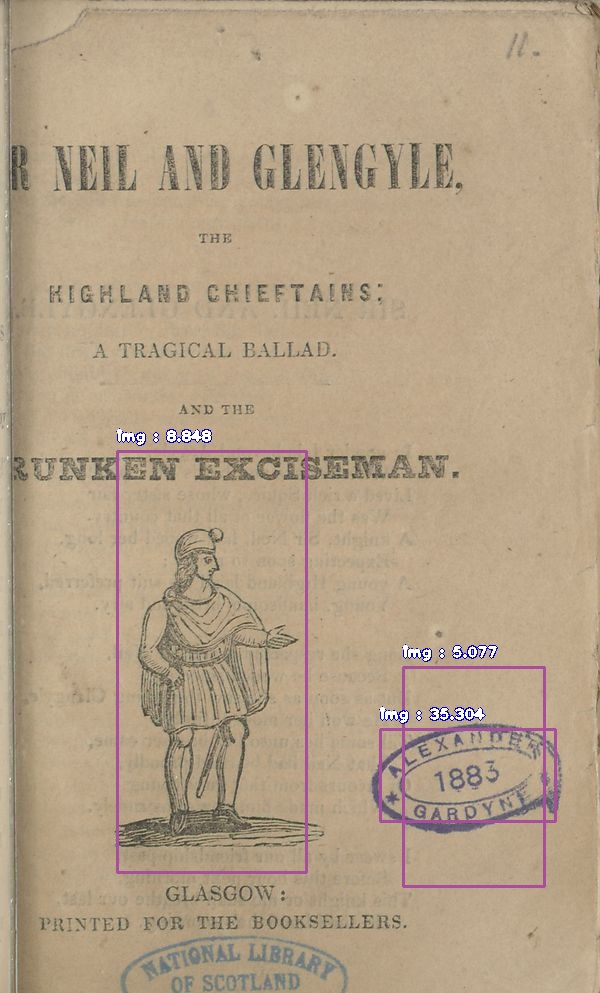 11.
R NEIL AND GLENGYLE,
THE
HIGHLAND CHIEFTAINS;
A TRAGICAL BALLAD.
AND THE
RUNKEN EXCISEMAN.
Img : 8.848
Img : 5.077
Img : 35.304
ALEXANDER
1883
GARDYNE
GLASGOW:
PRINTED FOR THE BOOKSELLERS.
NATIONAL LIBRARY
OF SCOTLAND